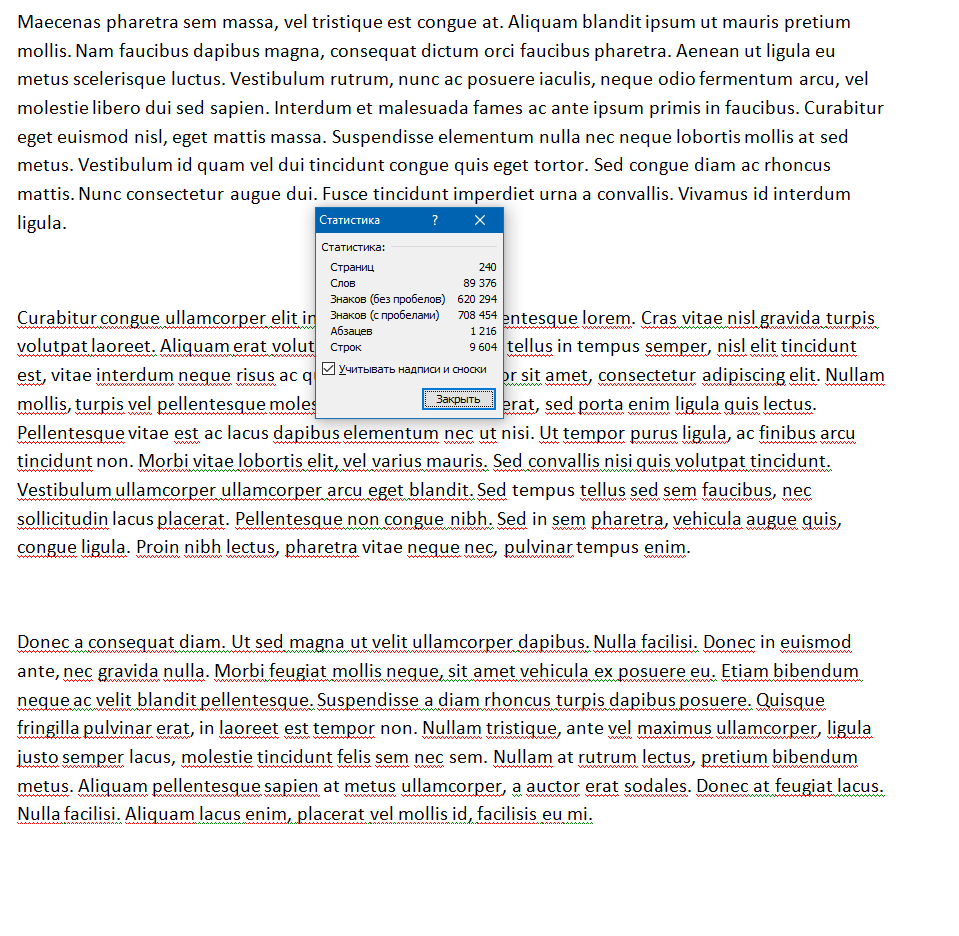 Maecenas pharetra sem massa, vel tristique est congue at. Aliquam blandit ipsum ut mauris pretium
mollis. Nam faucibus dapibus magna, consequat dictum orci faucibus pharetra. Aenean ut ligula eu
metus scelerisque luctus. Vestibulum rutrum, nunc ac posuere iaculis, neque odio fermentum arcu, vel
molestie libero dui sed sapien. Interdum et malesuada fames ac ante ipsum primis in faucibus. Curabitur
eget euismod nisl, eget mattis massa. Suspendisse elementum nulla nec neque lobortis mollis at sed
metus. Vestibulum id quam vel dui tincidunt congue quis eget tortor. Sed congue diam ac rhoncus
mattis. Nunc consectetur augue dui. Fusce tincidunt imperdiet urna a convallis. Vivamus id interdum
ligula.
Статистика ?
Статистика:
Страниц 240
Слов 89 376
Знаков (без пробелов) 620 294
Знаков (с пробелами) 708 454
Абзацев 1 216
Строк 9 604
Учитывать надписи и сноски
Закрыть
Curabitur congue ullamcorper elit in entesque lorem. Cras vitae nisl gravida turpis
volutpat laoreet. Aliquam erat volut tellus in tempus semper, nisl elit tincidunt
est, vitae interdum neque risus ac q or sit amet, consectetur adipiscing elit. Nullam
mollis, turpis vel pellentesque moles erat, sed porta enim ligula quis lectus.
Pellentesque vitae est ac lacus dapibus elementum nec ut nisi. Ut tempor purus ligula, ac finibus arcu
tincidunt non. Morbi vitae lobortis elit, vel varius mauris. Sed convallis nisi quis volutpat tincidunt.
Vestibulum ullamcorper ullamcorper arcu eget blandit. Sed tempus tellus sed sem faucibus, nec
sollicitudin lacus placerat. Pellentesque non congue nibh. Sed in sem pharetra, vehicula augue quis,
congue ligula. Proin nibh lectus, pharetra vitae neque nec, pulvinar tempus enim.
Donec a consequat diam. Ut sed magna ut velit ullamcorper dapibus. Nulla facilisi. Donec in euismod
ante, nec gravida nulla. Morbi feugiat mollis neque, sit amet vehicula ex posuere eu. Etiam bibendum
neque ac velit blandit pellentesque. Suspendisse a diam rhoncus turpis dapibus posuere. Quisque
fringilla pulvinar erat, in laoreet est tempor non. Nullam tristique, ante vel maximus ullamcorper, ligula
justo semper lacus, molestie tincidunt felis sem nec sem. Nullam at rutrum lectus, pretium bibendum
metus. Aliquam pellentesque sapien at metus ullamcorper, a auctor erat sodales. Donec at feugiat lacus.
Nulla facilisi. Aliquam lacus enim, placerat vel mollis id, facilisis eu mi.